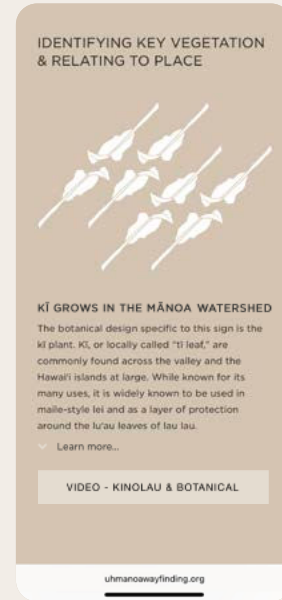 IDENTIFYING KEY VEGETATION
& RELATING TO PLACE
KĪ GROWS IN THE MĀNOA WATERSHED
The botanical design specific to this sign is the
kī plant. Kī, or locally called "tī leaf," are
commonly found across the valley and the
Hawai'i islands at large. While known for its
many uses, it is widely known to be used in
maile-style lei and as a layer of protection
around the lu'au leaves of lau lau.
Learn more...
VIDEO - KINOLAU & BOTANICAL
uhmanoawayfinding.org